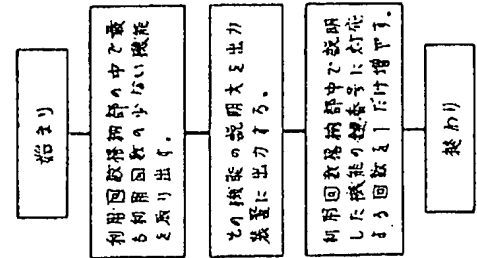 始まり
利用回数格納部の中で最
も利用回数の少ない機能
を取り出す。
その機能の説明文を出力
装置に出力する。
利用回数格納部中で説明
した機能の機番号に対応
する回数を1だけ増やす。
終わり